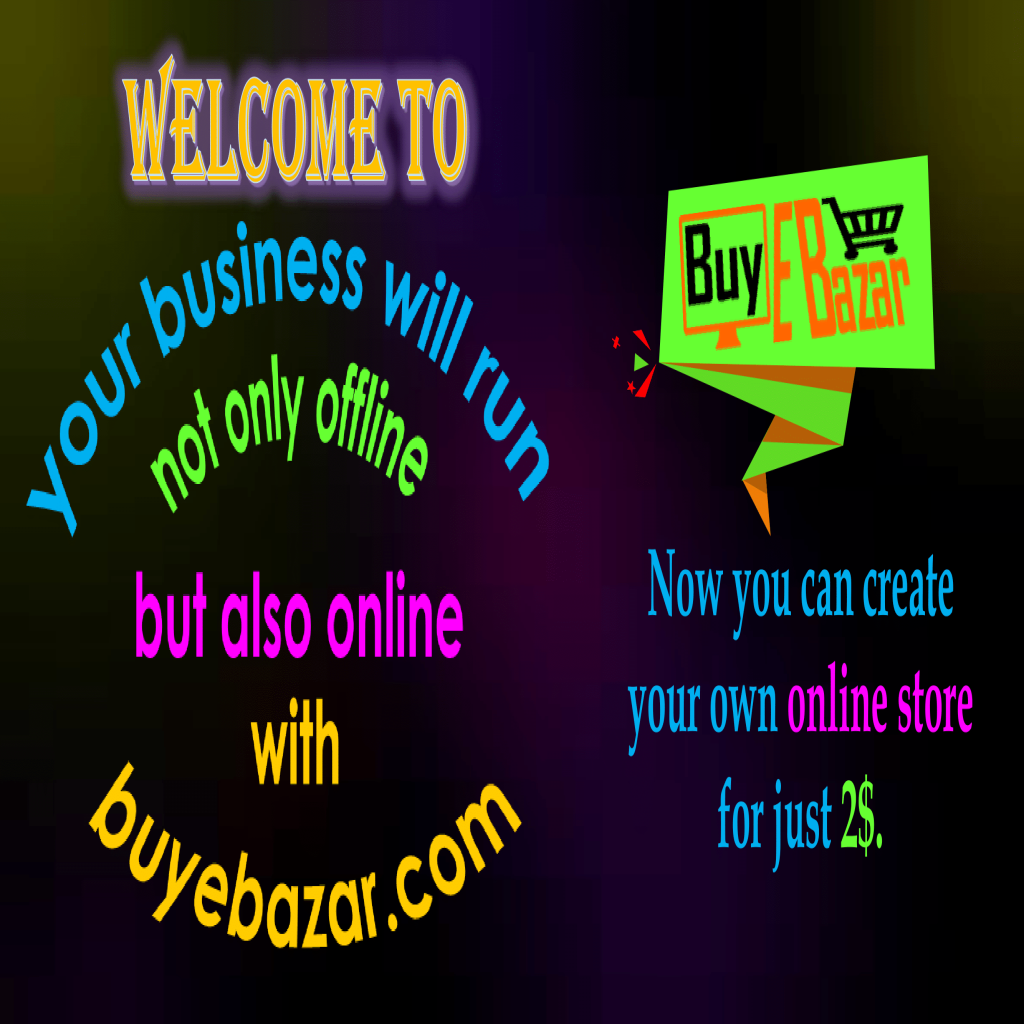 WELCOME TO
your business will run
not only offline
but also online
with
buyebazar.com
Buy E Bazar
Now you can create
your own online store
for just 2$.